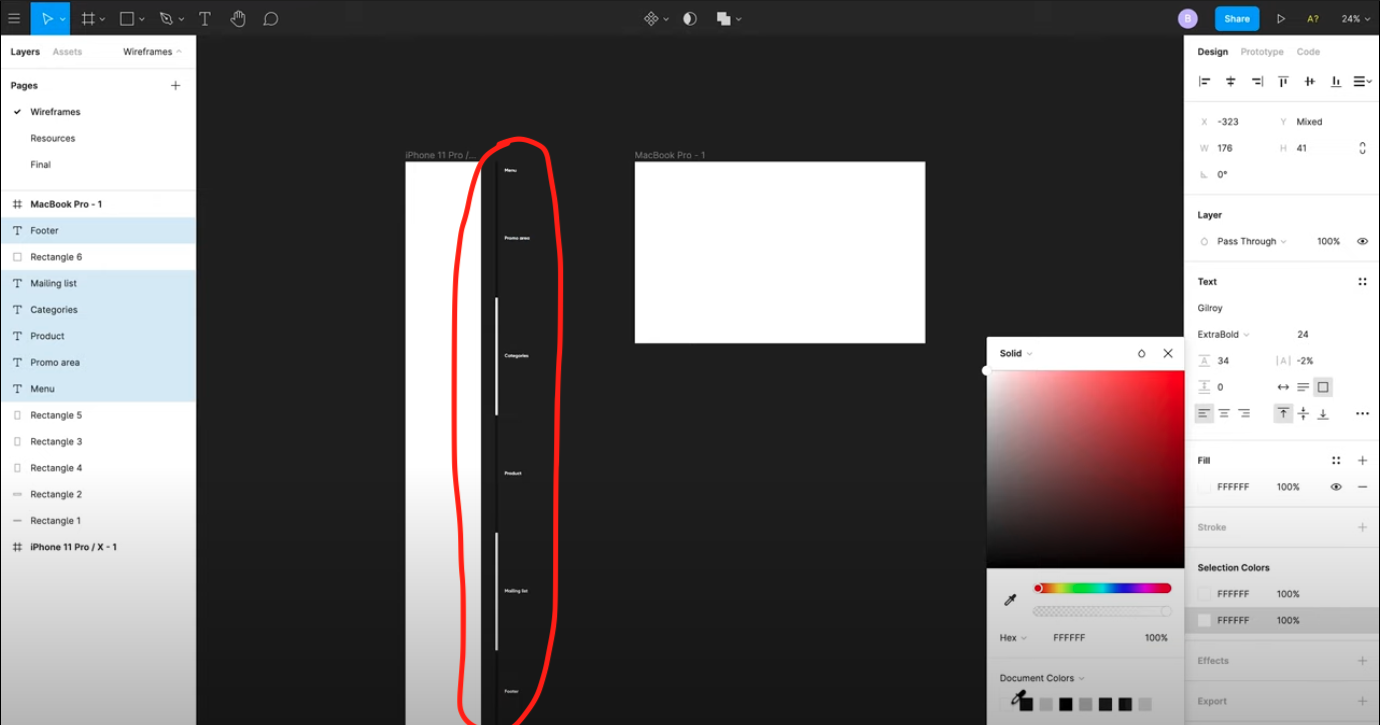 B
Share
A?
24%
Layers
Assets
Wireframes
Pages
Wireframes
Resources
Final
MacBook Pro - 1
Footer
Rectangle 6
Mailing list
Categories
Product
Promo area
Menu
Rectangle 5
Rectangle 3
Rectangle 4
Rectangle 2
Rectangle 1
iPhone 11 Pro / X - 1
iPhone 11 Pro /...
Menu
Promo area
Categories
Product
Mailing list
Footer
MacBook Pro - 1
Solid
Hex FFFFFF 100%
Document Colors
Design Prototype Code
X -323 Y Mixed
W 176 H 41
0°
Layer
Pass Through 100%
Text
Gilroy
ExtraBold 24
34 |A| -2%
0
Fill
FFFFFF 100%
Stroke
Selection Colors
FFFFFF 100%
FFFFFF 100%
Effects
Export